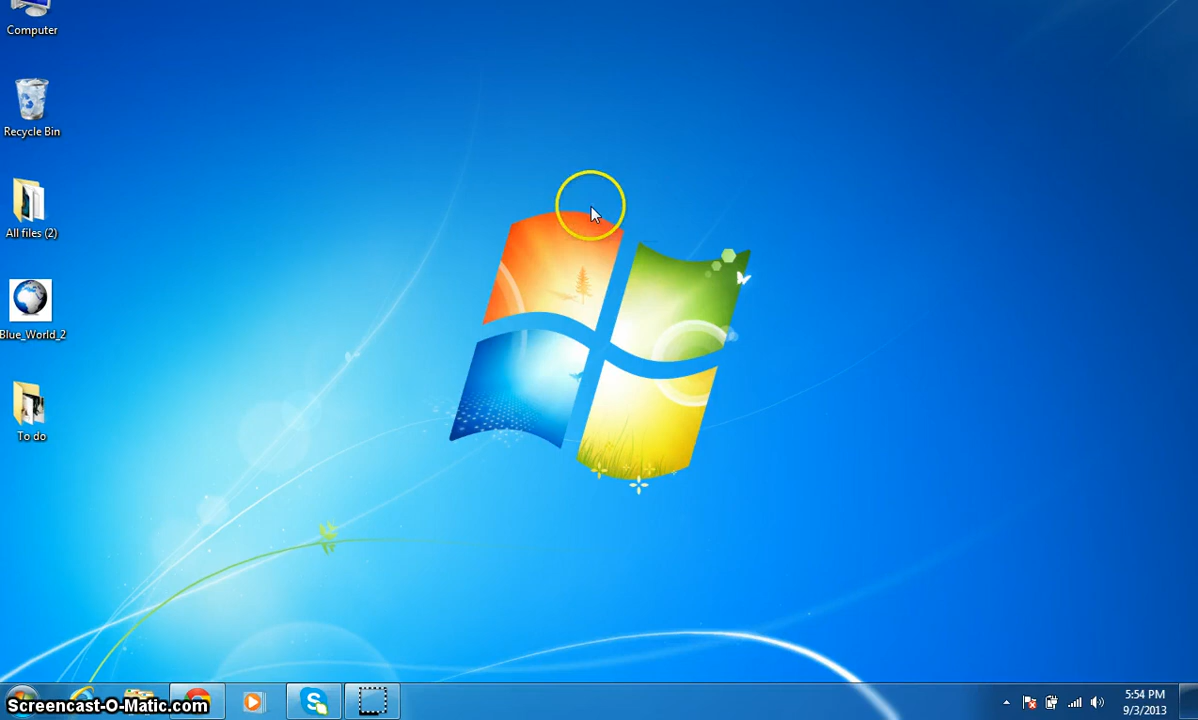 Computer
Recycle Bin
All files (2)
Blue_World_2
To do
Screencast-O-Matic.com
5:54 PM
9/3/2013